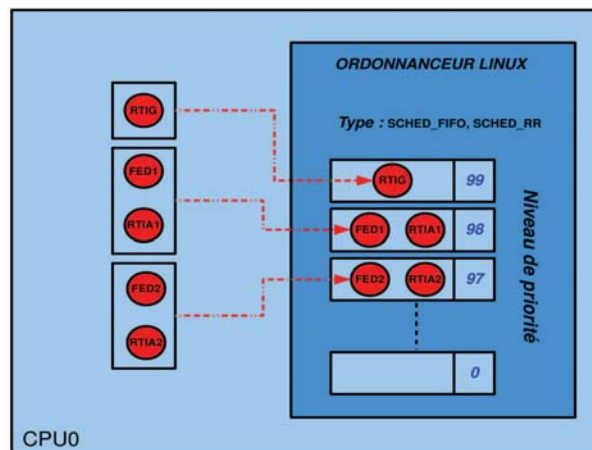 ORDONNANCEUR LINUX
Type : SCHED_FIFO, SCHED_RR
RTIG
FED1
RTIA1
FED2
RTIA2
RTIG 99
FED1 RTIA1 98
FED2 RTIA2 97
0
Niveau de priorité
CPU0